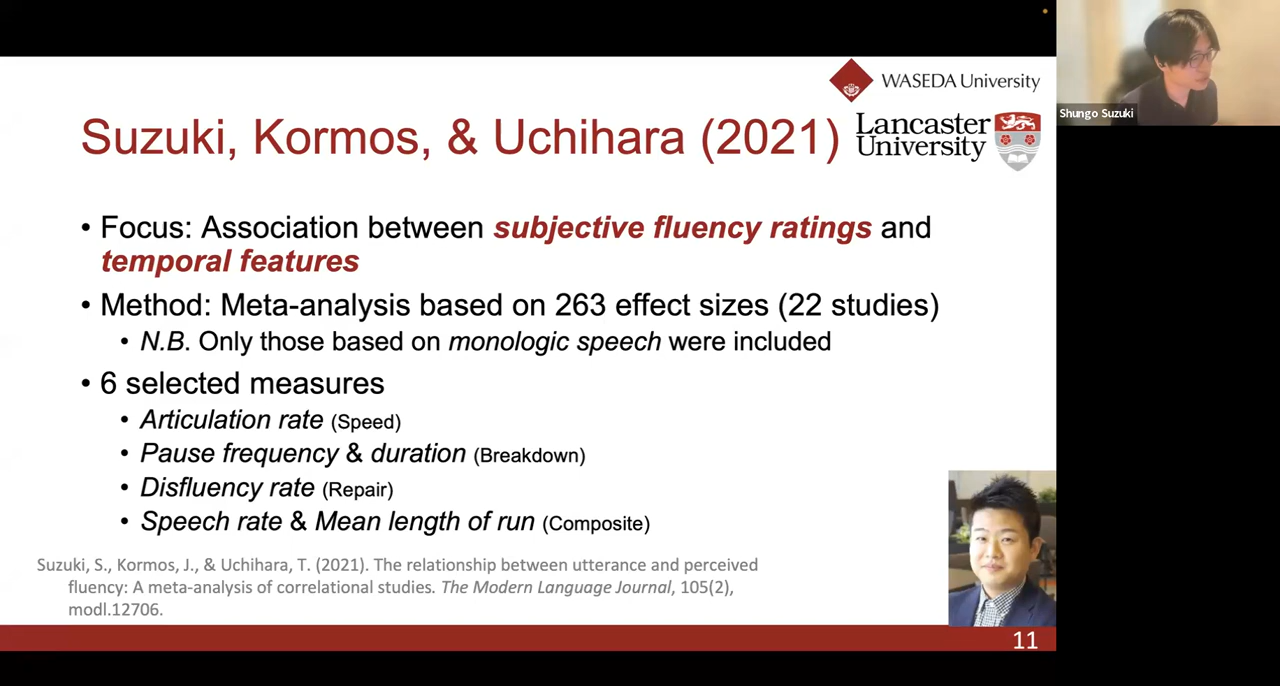 WASEDA University
Shungo Suzuki
Suzuki, Kormos, & Uchihara (2021)
Lancaster
University
• Focus: Association between subjective fluency ratings and
temporal features
• Method: Meta-analysis based on 263 effect sizes (22 studies)
• N.B. Only those based on monologic speech were included
• 6 selected measures
• Articulation rate (Speed)
• Pause frequency & duration (Breakdown)
• Disfluency rate (Repair)
• Speech rate & Mean length of run (Composite)
Suzuki, S., Kormos, J., & Uchihara, T. (2021). The relationship between utterance and perceived
fluency: A meta-analysis of correlational studies. The Modern Language Journal, 105(2),
modl.12706.
11